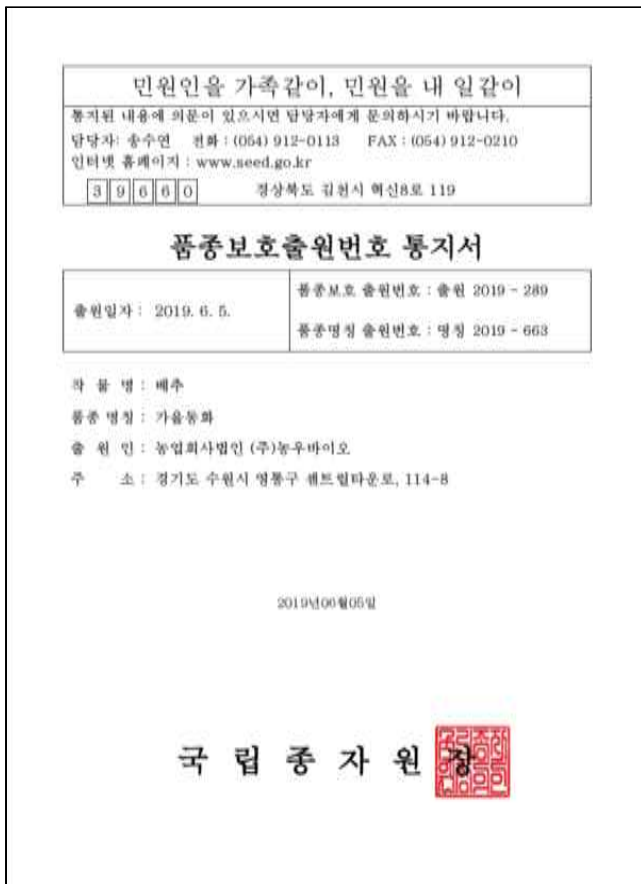 민원인을 가족같이, 민원을 내 일같이
통지된 내용에 의문이 있으시면 담당자에게 문의하시기 바랍니다.
담당자: 송수연 전화 : (054) 912-0113 FAX : (054) 912-0210
인터넷 홈페이지 : www.seed.go.kr
3 9 6 6 0 경상북도 김천시 혁신8로 119
품종보호출원번호 통지서
출원일자 : 2019. 6. 5.
품종보호 출원번호 : 출원 2019 - 289
품종명칭 출원번호 : 명칭 2019 - 663
작 물 명 : 배추
품종 명칭 : 가을동화
출 원 인 : 농업회사법인 (주)농우바이오
주 소 : 경기도 수원시 영통구 센트럴타운로, 114-8
2019년06월05일
국 립 종 자 원 장